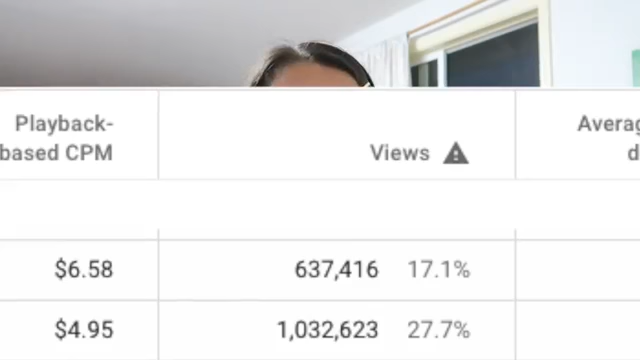 Playback-
based CPM
Views
$6.58 637,416 17.1%
$4.95 1,032,623 27.7%